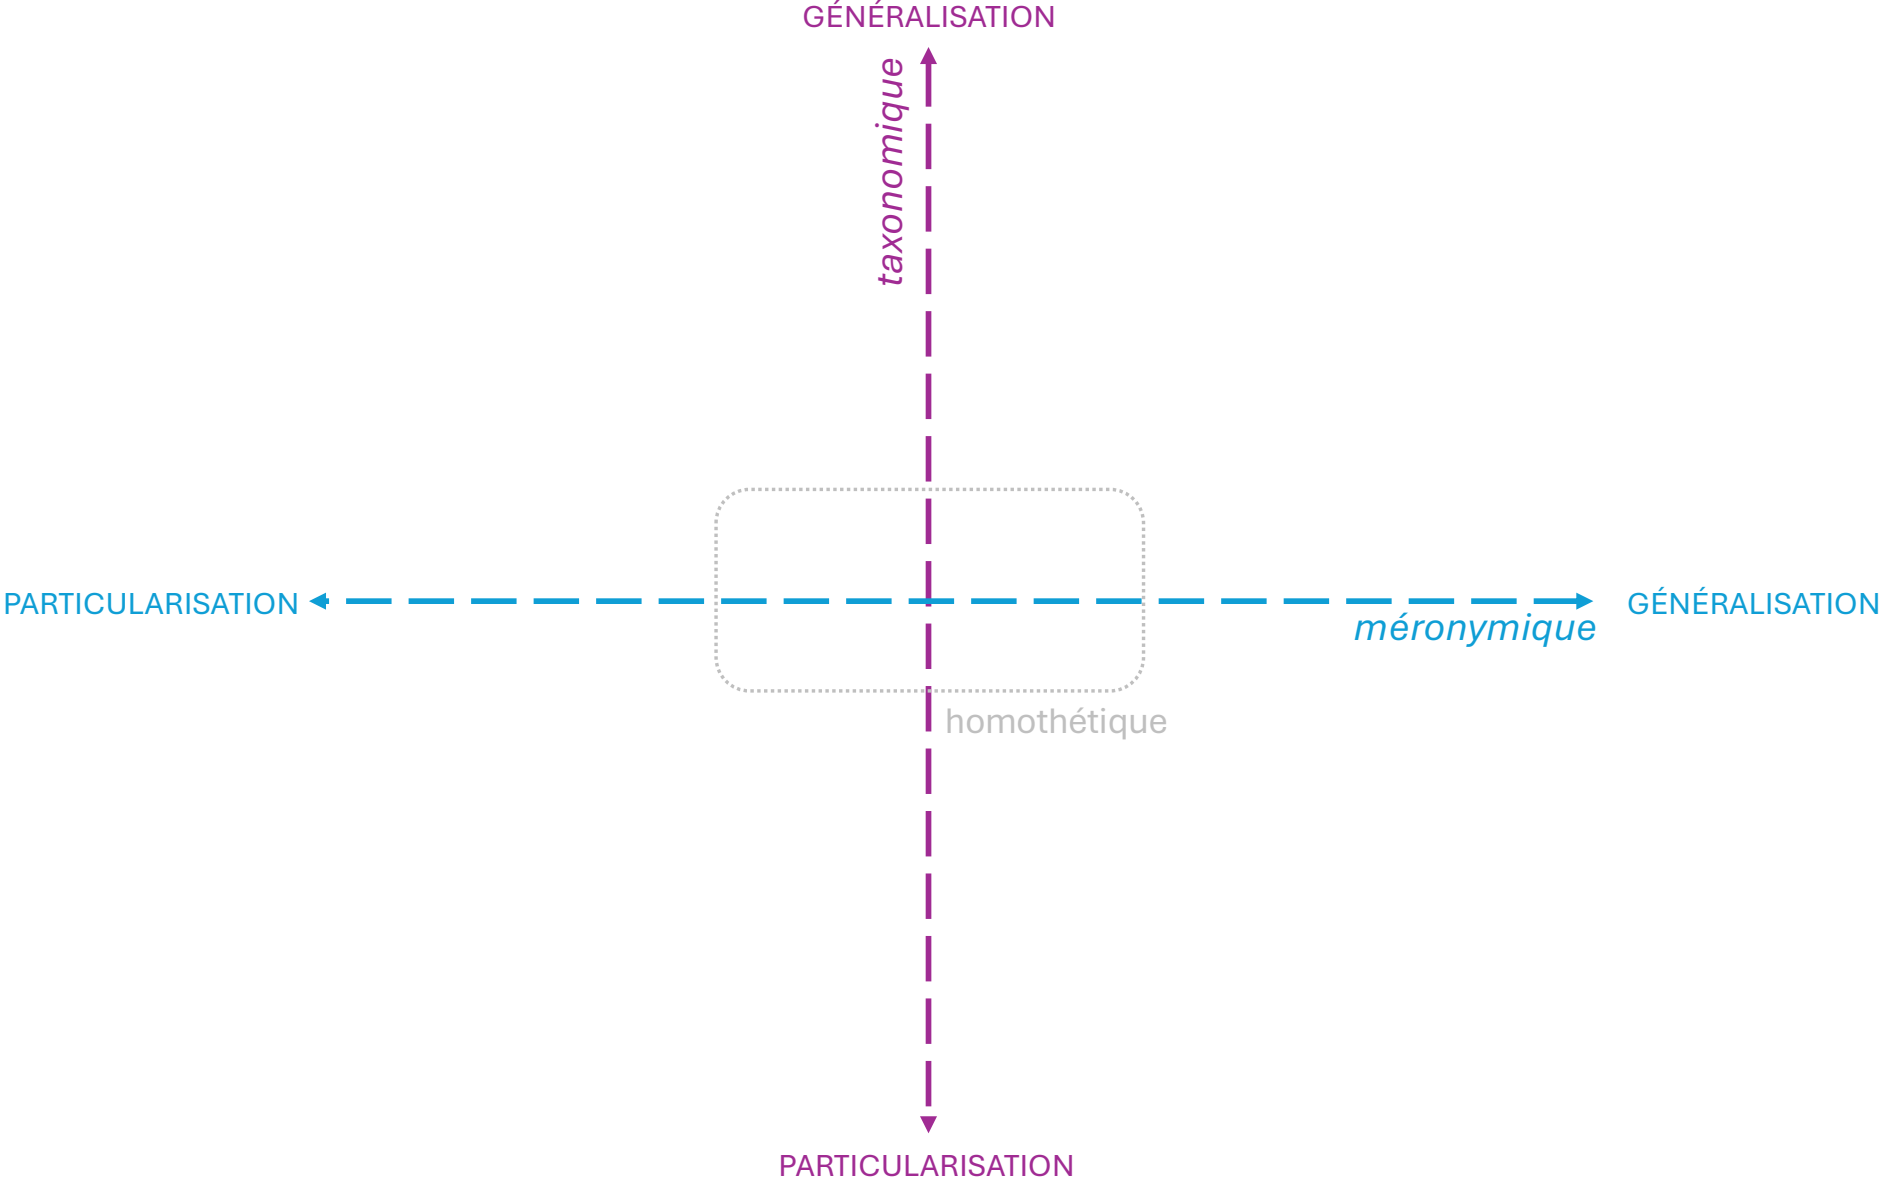 GÉNÉRALISATION
taxonomique
PARTICULARISATION
GÉNÉRALISATION
méronymique
homothétique
PARTICULARISATION